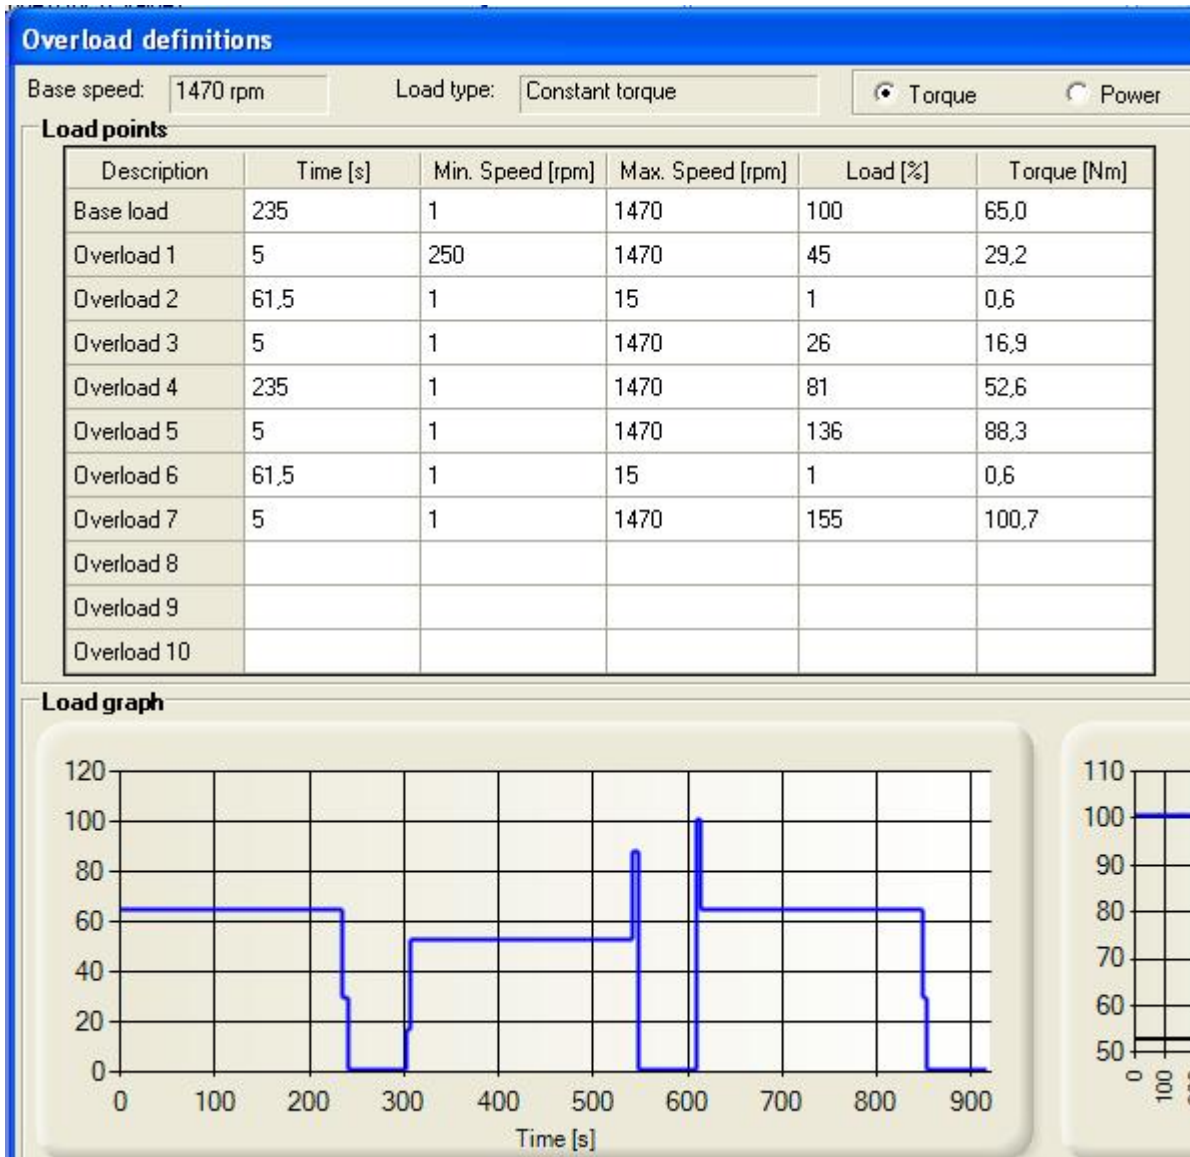 Overload definitions
Base speed: 1470 rpm Load type: Constant torque Torque Power
Load points
Description Time [s] Min. Speed [rpm] Max. Speed [rpm] Load [%] Torque [Nm]
Base load 235 1 1470 100 65,0
Overload 1 5 250 1470 45 29,2
Overload 2 61,5 1 15 1 0,6
Overload 3 5 1 1470 26 16,9
Overload 4 235 1 1470 81 52,6
Overload 5 5 1 1470 136 88,3
Overload 6 61,5 1 15 1 0,6
Overload 7 5 1 1470 155 100,7
Overload 8
Overload 9
Overload 10
Load graph
120
100
80
60
40
20
0
0 100 200 300 400 500 600 700 800 900
Time [s]
110
100
90
80
70
60
50
0 100